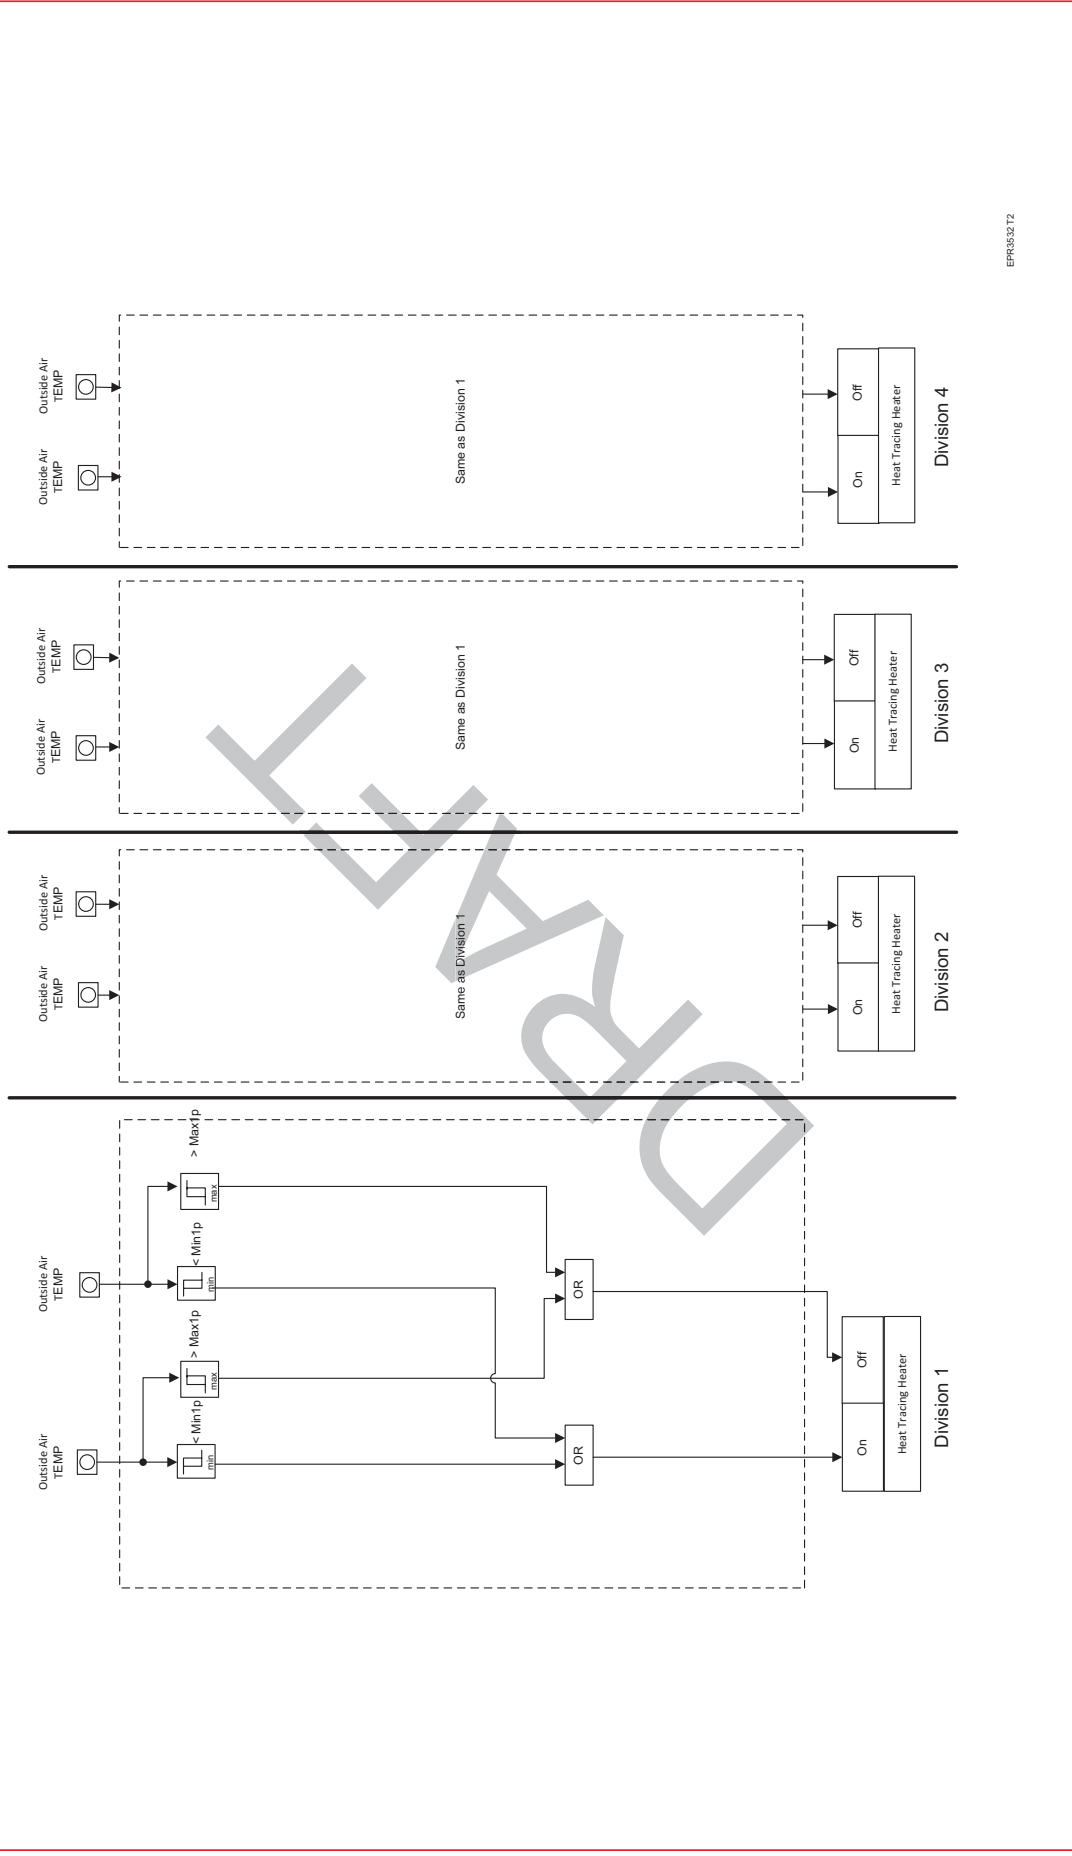 Outside Air
TEMP
Outside Air
TEMP
Outside Air
TEMP
Outside Air
TEMP
Outside Air
TEMP
Outside Air
TEMP
Outside Air
TEMP
Outside Air
TEMP
< Min1p
> Max1p
< Min1p
> Max1p
min
max
min
max
Same as Division 1
Same as Division 1
Same as Division 1
OR
OR
On
Off
Heat Tracing Heater
On
Off
Heat Tracing Heater
On
Off
Heat Tracing Heater
On
Off
Heat Tracing Heater
Division 1
Division 2
Division 3
Division 4
EPR3532 T2
DRAFT